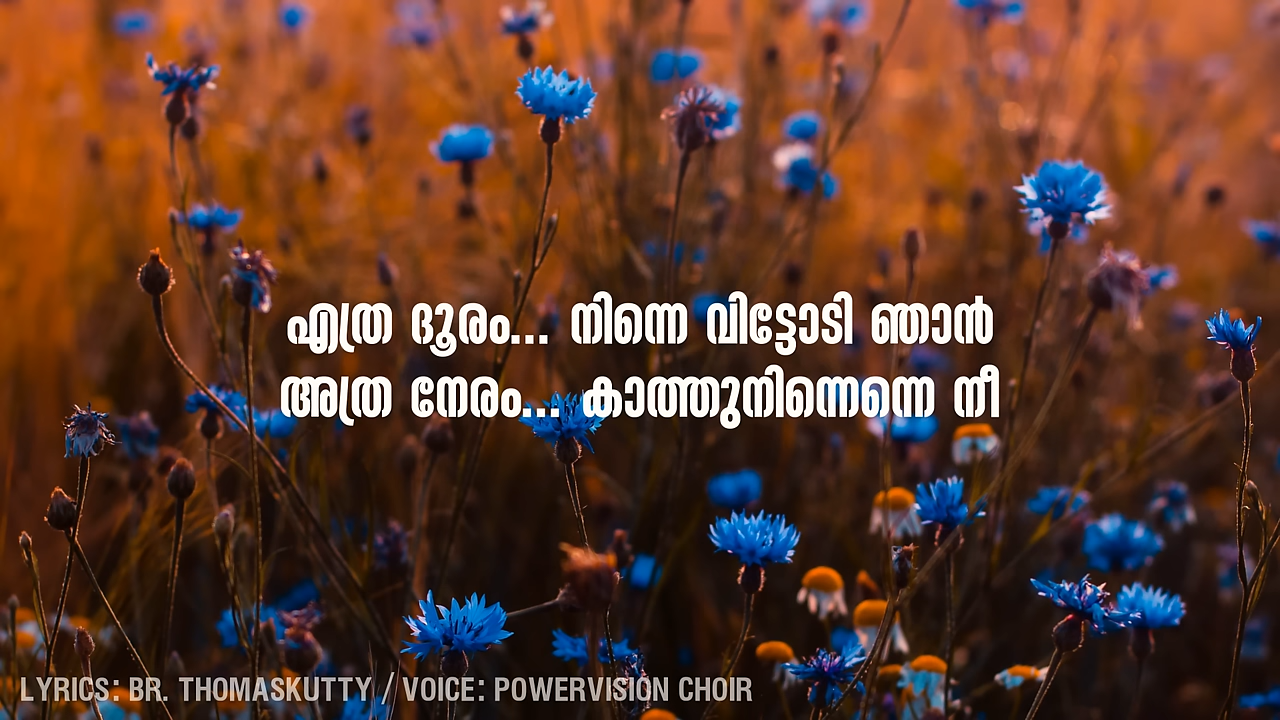 എത്ര ദൂരം... നിന്നെ വിട്ടോടി ഞാൻ
അത്ര നേരം... കാത്തുനിന്നെന്നെ നീ
LYRICS: BR. THOMASKUTTY / VOICE: POWERVISION CHOIR